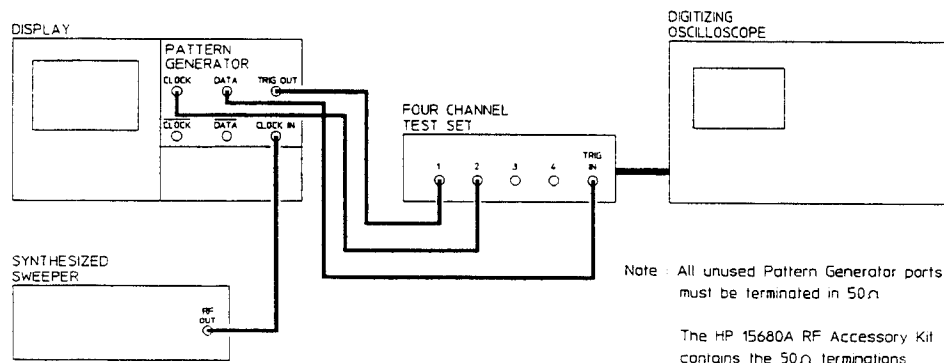 DISPLAY
PATTERN
GENERATOR
CLOCK DATA TRIG OUT
CLOCK DATA CLOCK IN
FOUR CHANNEL
TEST SET
1 2 3 4 TRIG
IN
DIGITIZING
OSCILLOSCOPE
SYNTHESIZED
SWEEPER
RF
OUT
Note : All unused Pattern Generator ports
must be terminated in 50Ω
The HP 15680A RF Accessory Kit
contains the 50Ω terminations